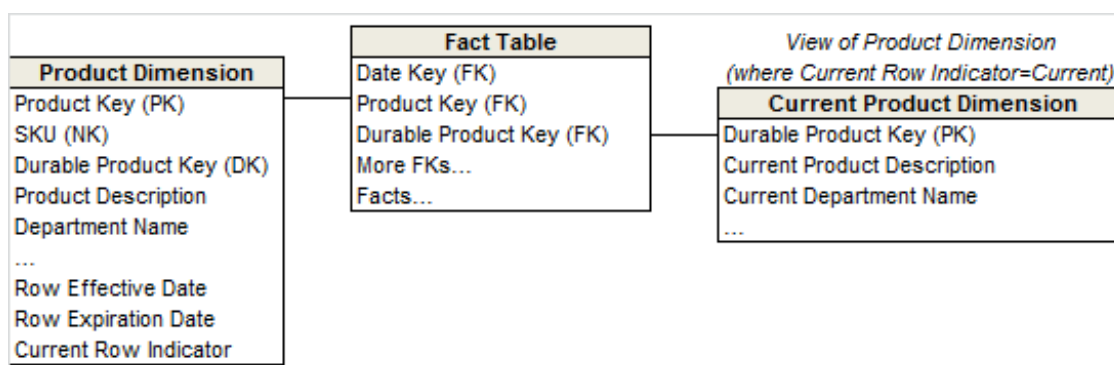 Product Dimension
Product Key (PK)
SKU (NK)
Durable Product Key (DK)
Product Description
Department Name
...
Row Effective Date
Row Expiration Date
Current Row Indicator
Fact Table
Date Key (FK)
Product Key (FK)
Durable Product Key (FK)
More FKs...
Facts...
View of Product Dimension
(where Current Row Indicator=Current)
Current Product Dimension
Durable Product Key (PK)
Current Product Description
Current Department Name
...